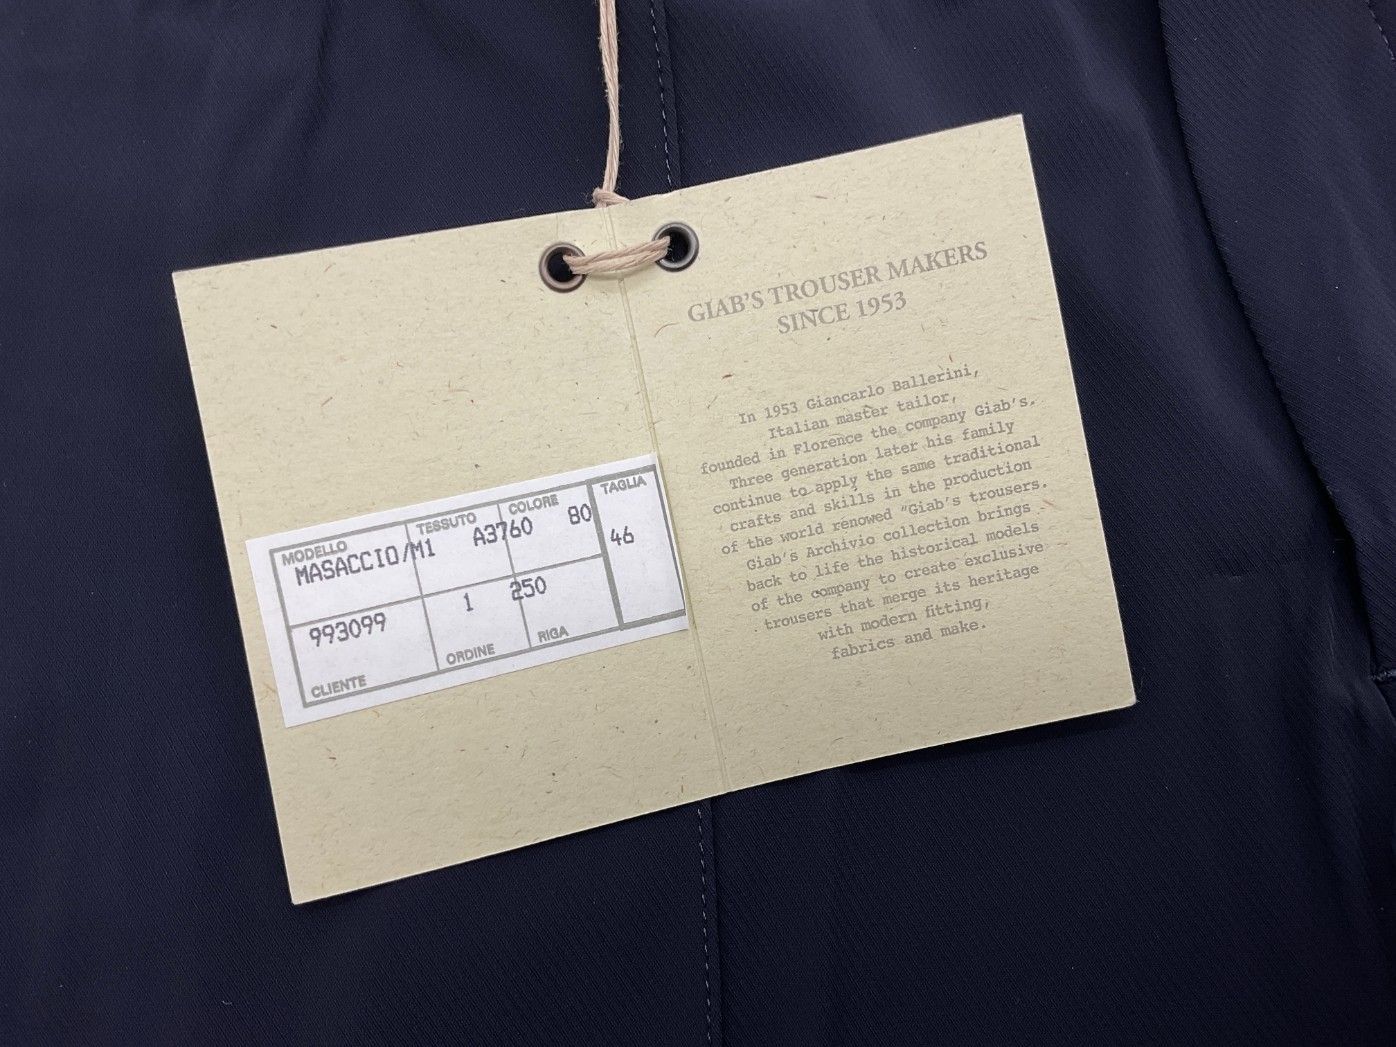 MODELLO TESSUTO COLORE TAGLIA
MASACCIO/M1 A3760 80 46
993099 1 250
CLIENTE ORDINE RIGA
GIAB'S TROUSER MAKERS
SINCE 1953
In 1953 Giancarlo Ballerini,
Italian master tailor,
founded in Florence the company Giab's.
Three generation later his family
continue to apply the same traditional
crafts and skills in the production
of the world renowed "Giab's trousers.
Giab's Archivio collection brings
back to life the historical models
of the company to create exclusive
trousers that merge its heritage
with modern fitting,
fabrics and make.